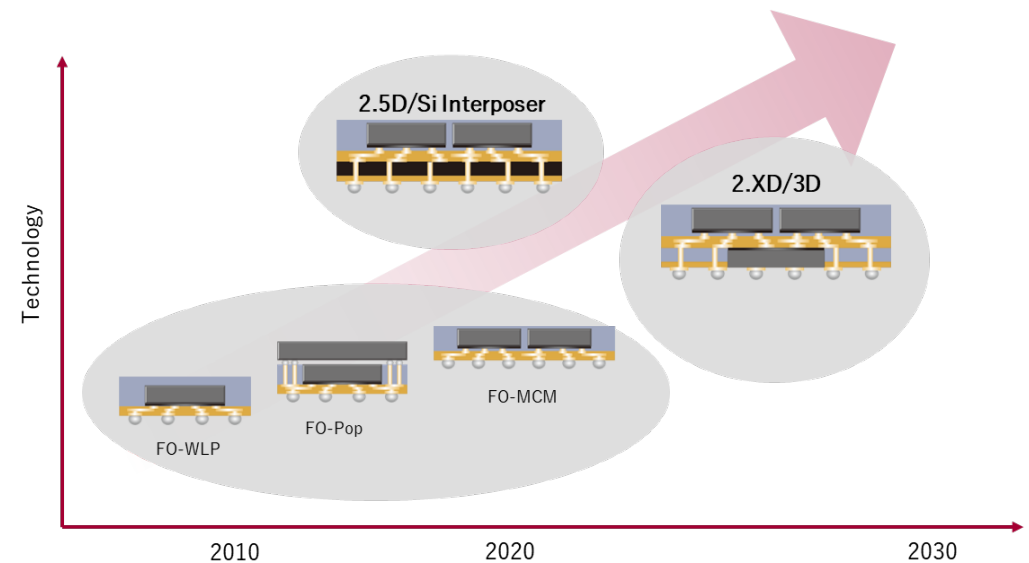 2.5D/Si Interposer
2.XD/3D
Technology
FO-WLP
FO-Pop
FO-MCM
2010
2020
2030